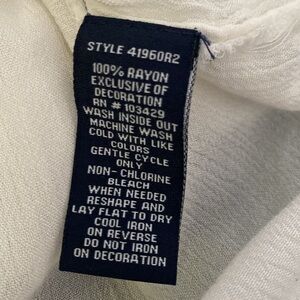 STYLE 41960R2
100% RAYON
EXCLUSIVE OF
DECORATION
RN # 103429
WASH INSIDE OUT
MACHINE WASH
COLD WITH LIKE
COLORS
GENTLE CYCLE
ONLY
NON-CHLORINE
BLEACH
WHEN NEEDED
RESHAPE AND
LAY FLAT TO DRY
COOL IRON
ON REVERSE
DO NOT IRON
ON DECORATION